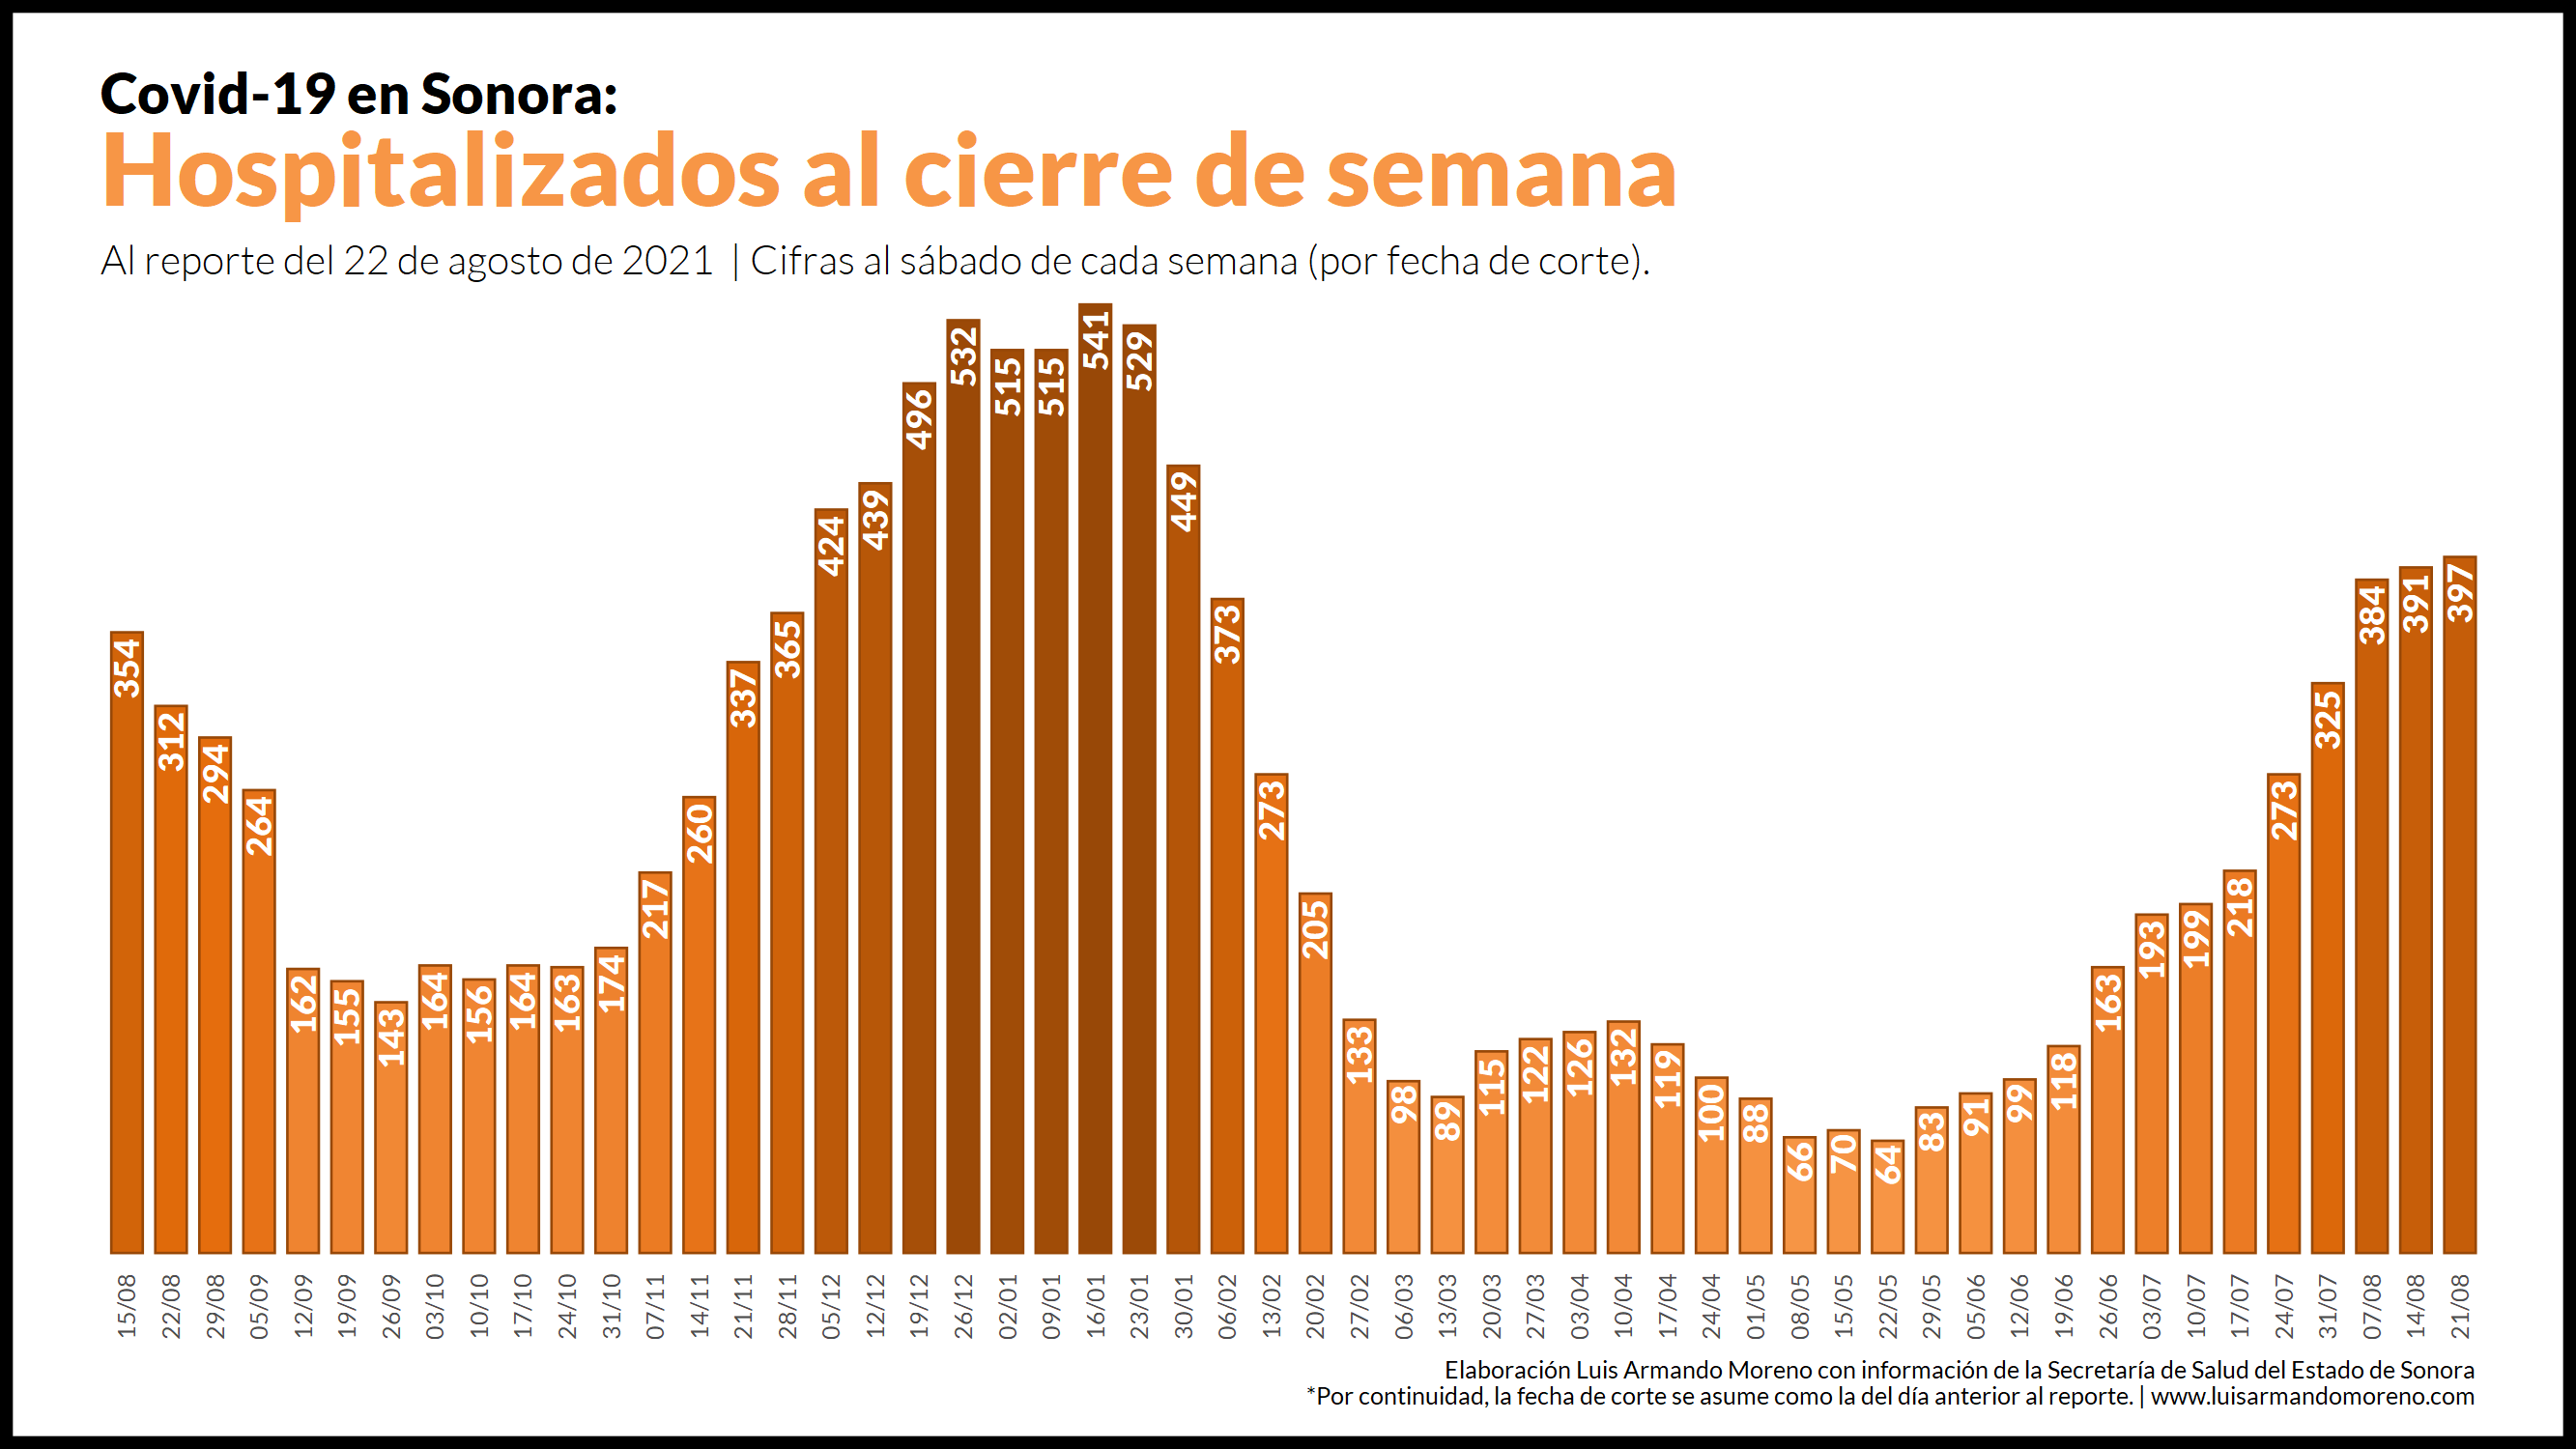 Covid-19 en Sonora:
Hospitalizados al cierre de semana
Al reporte del 22 de agosto de 2021 | Cifras al sábado de cada semana (por fecha de corte).
354 312 294 264 162 155 143 164 156 164 163 174 217 260 337 365 424 439 496 532 515 515 541 529 449 373 273 205 133 98 89 115 122 126 132 119 100 88 66 70 64 83 91 99 118 163 193 199 218 273 325 384 391 397
15/08 22/08 29/08 05/09 12/09 19/09 26/09 03/10 10/10 17/10 24/10 31/10 07/11 14/11 21/11 28/11 05/12 12/12 19/12 26/12 02/01 09/01 16/01 23/01 30/01 06/02 13/02 20/02 27/02 06/03 13/03 20/03 27/03 03/04 10/04 17/04 24/04 01/05 08/05 15/05 22/05 29/05 05/06 12/06 19/06 26/06 03/07 10/07 17/07 24/07 31/07 07/08 14/08 21/08
Elaboración Luis Armando Moreno con información de la Secretaría de Salud del Estado de Sonora
*Por continuidad, la fecha de corte se asume como la del día anterior al reporte. | www.luisarmandomoreno.com